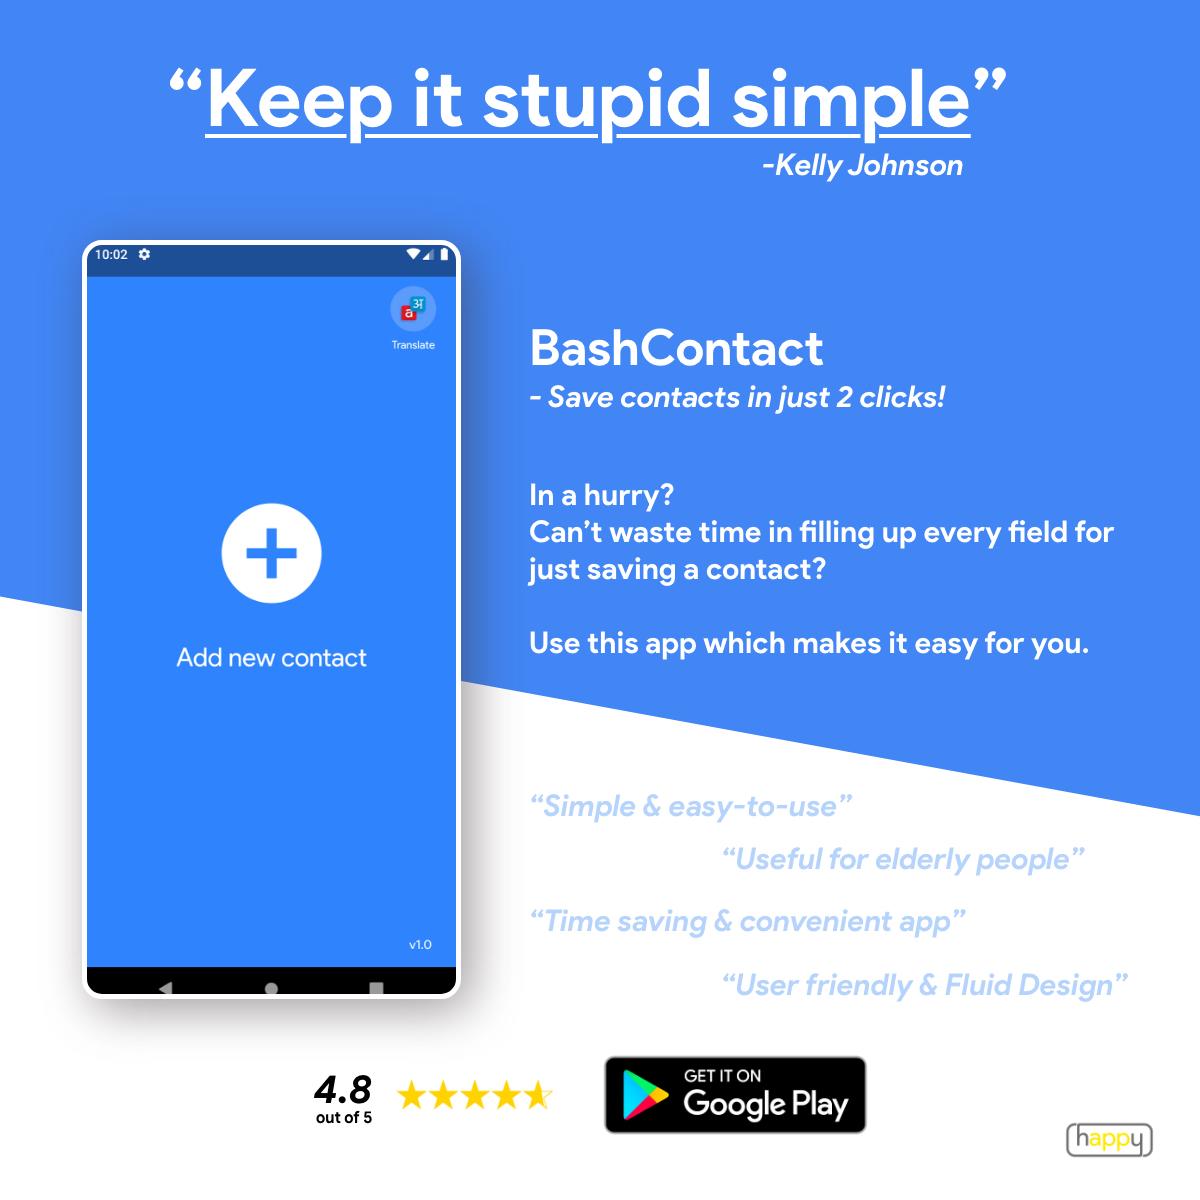 “Keep it stupid simple”
-Kelly Johnson
10:02
अ
a
Translate
Add new contact
v1.0
BashContact
- Save contacts in just 2 clicks!
In a hurry?
Can’t waste time in filling up every field for
just saving a contact?
Use this app which makes it easy for you.
“Simple & easy-to-use”
“Useful for elderly people”
“Time saving & convenient app”
“User friendly & Fluid Design”
4.8
out of 5
GET IT ON
Google Play
happy